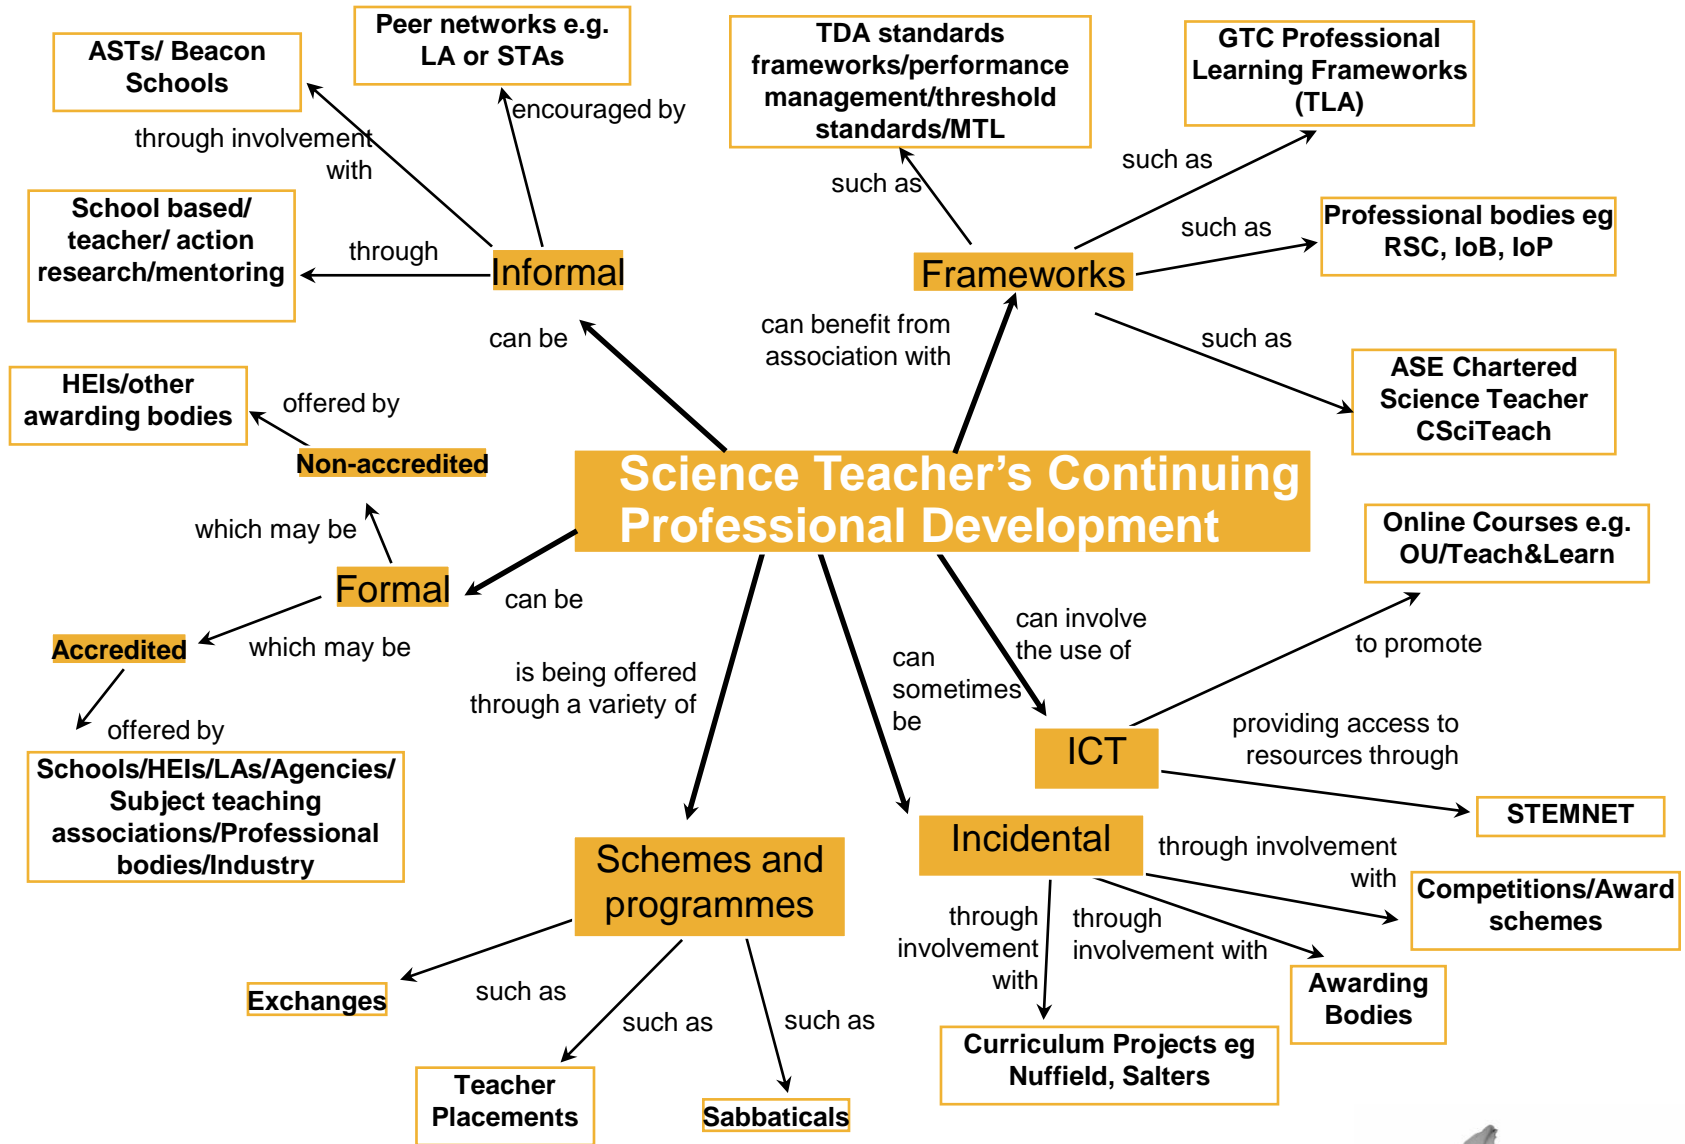 Peer networks e.g.
LA or STAs
ASTs/ Beacon
Schools
encouraged by
through involvement
with
School based/
teacher/ action
research/mentoring
through
Informal
can be
TDA standards
frameworks/performance
management/threshold
standards/MTL
GTC Professional
Learning Frameworks
(TLA)
such as
such as
Professional bodies eg
RSC, IoB, IoP
such as
Frameworks
can benefit from
association with
such as
ASE Chartered
Science Teacher
CSciTeach
HEIs/other
awarding bodies
offered by
Non-accredited
which may be
Formal
can be
Accredited
which may be
offered by
Schools/HEIs/LAs/Agencies/
Subject teaching
associations/Professional
bodies/Industry
Science Teacher’s Continuing
Professional Development
Online Courses e.g.
OU/Teach&Learn
can involve
the use of
to promote
is being offered
through a variety of
can
sometimes
be
providing access to
resources through
ICT
STEMNET
Schemes and
programmes
Incidental
through involvement
with
Competitions/Award
schemes
through
involvement
with
through
involvement with
Awarding
Bodies
Curriculum Projects eg
Nuffield, Salters
such as
Exchanges
such as
such as
Teacher
Placements
Sabbaticals